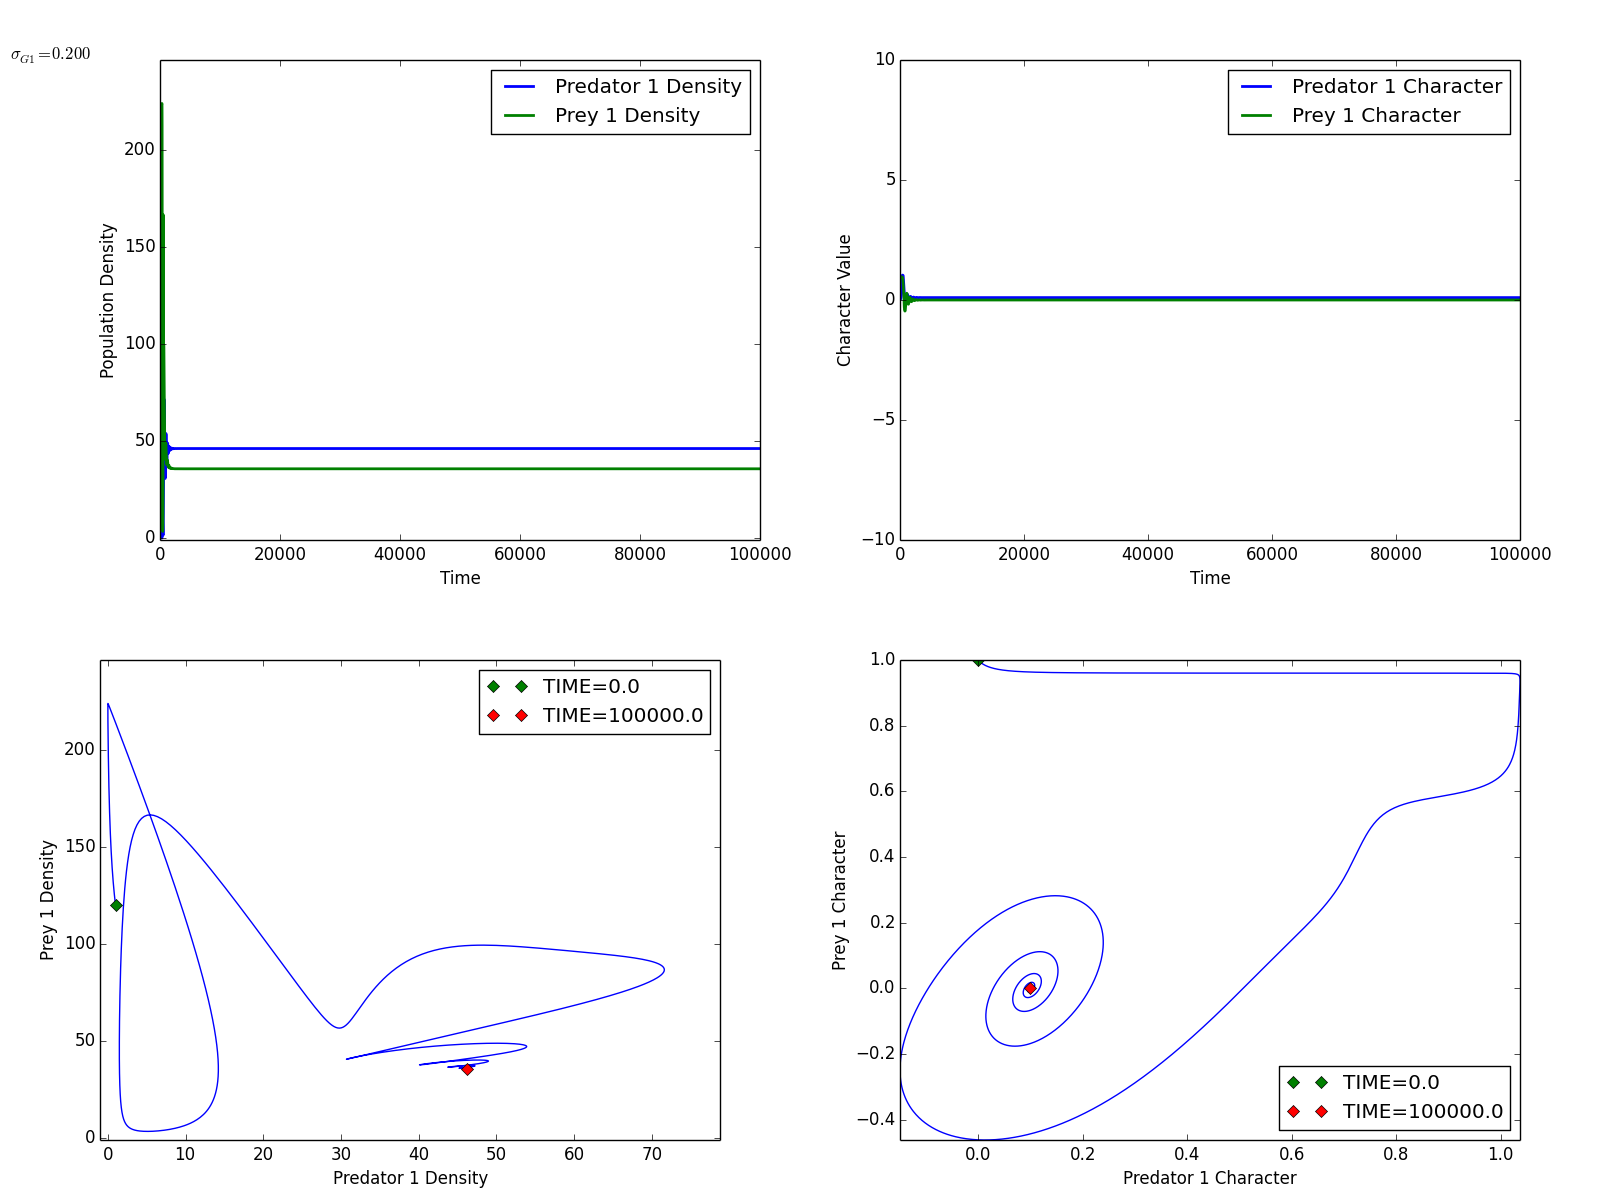 σG1=0.200
Predator 1 Density
Prey 1 Density
200
150
100
50
0
Population Density
0 20000 40000 60000 80000 100000
Time
Predator 1 Character
Prey 1 Character
10
5
0
−5
−10
Character Value
0 20000 40000 60000 80000 100000
Time
TIME=0.0
TIME=100000.0
200
150
100
50
0
Prey 1 Density
0 10 20 30 40 50 60 70
Predator 1 Density
1.0
0.8
0.6
0.4
0.2
0.0
−0.2
−0.4
Prey 1 Character
TIME=0.0
TIME=100000.0
0.0 0.2 0.4 0.6 0.8 1.0
Predator 1 Character